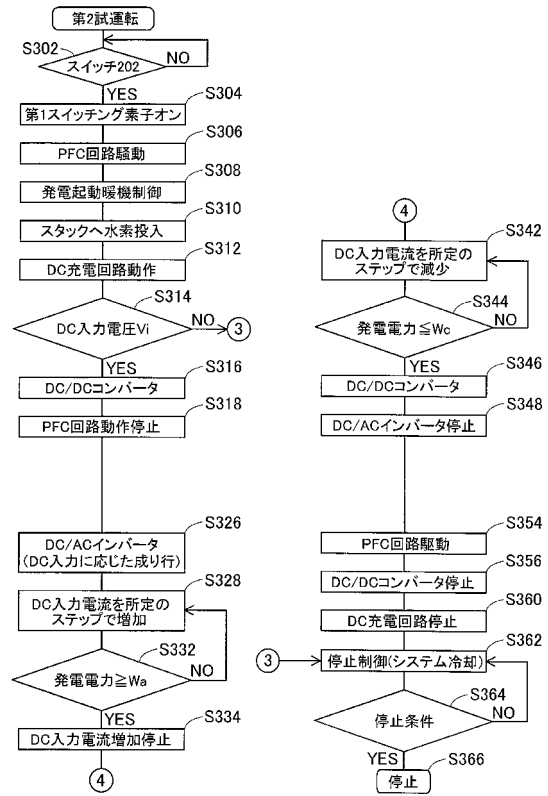 第2試運転
S302
スイッチ202
NO
YES
S304
第1スイッチング素子オン
S306
PFC回路騒動
S308
発電起動暖機制御
S310
スタックへ水素投入
S312
DC充電回路動作
S314
DC入力電圧Vi
NO
3
YES
S316
DC/DCコンバータ
S318
PFC回路動作停止
S326
DC/ACインバータ
(DC入力に応じた成り行)
S328
DC入力電流を所定の
ステップで増加
S332
発電電力≧Wa
NO
YES
S334
DC入力電流増加停止
4
4
S342
DC入力電流を所定の
ステップで減少
S344
発電電力≦Wc
NO
YES
S346
DC/DCコンバータ
S348
DC/ACインバータ停止
S354
PFC回路駆動
S356
DC/DCコンバータ停止
S360
DC充電回路停止
S362
3
停止制御(システム冷却)
S364
停止条件
NO
YES
S366
停止